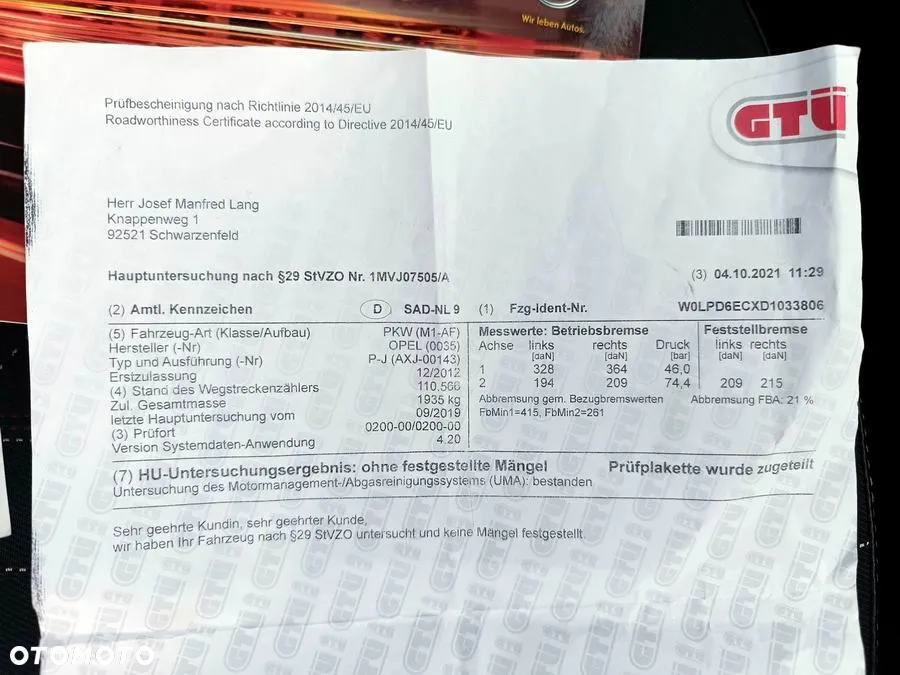 Wir leben Autos.
Prüfbescheinigung nach Richtlinie 2014/45/EU
Roadworthiness Certificate according to Directive 2014/45/EU
GTÜ
Herr Josef Manfred Lang
Knappenweg 1
92521 Schwarzenfeld
Hauptuntersuchung nach §29 StVZO Nr. 1MVJ07505/A (3) 04.10.2021 11:29
(2) Amtl. Kennzeichen D SAD-NL 9 (1) Fzg-Ident-Nr. W0LPD6ECXD1033806
(5) Fahrzeug-Art (Klasse/Aufbau) PKW (M1-AF)
Hersteller (-Nr) OPEL (0035)
Typ und Ausführung (-Nr) P-J (AXJ-00143)
Erstzulassung 12/2012
(4) Stand des Wegstreckenzählers 110.566
Zul. Gesamtmasse 1935 kg
letzte Hauptuntersuchung vom 09/2019
(3) Prüfort 0200-00/0200-00
Version Systemdaten-Anwendung 4.20
Messwerte: Betriebsbremse Feststellbremse
Achse links rechts Druck links rechts
[daN] [daN] [bar] [daN] [daN]
1 328 364 46,0
2 194 209 74,4 209 215
Abbremsung gem. Bezugbremswerten Abbremsung FBA: 21 %
FbMin1=415, FbMin2=261
(7) HU-Untersuchungsergebnis: ohne festgestellte Mängel Prüfplakette wurde zugeteilt
Untersuchung des Motormanagement-/Abgasreinigungssystems (UMA): bestanden
Sehr geehrte Kundin, sehr geehrter Kunde,
wir haben Ihr Fahrzeug nach §29 StVZO untersucht und keine Mängel festgestellt.
OTOMOTO